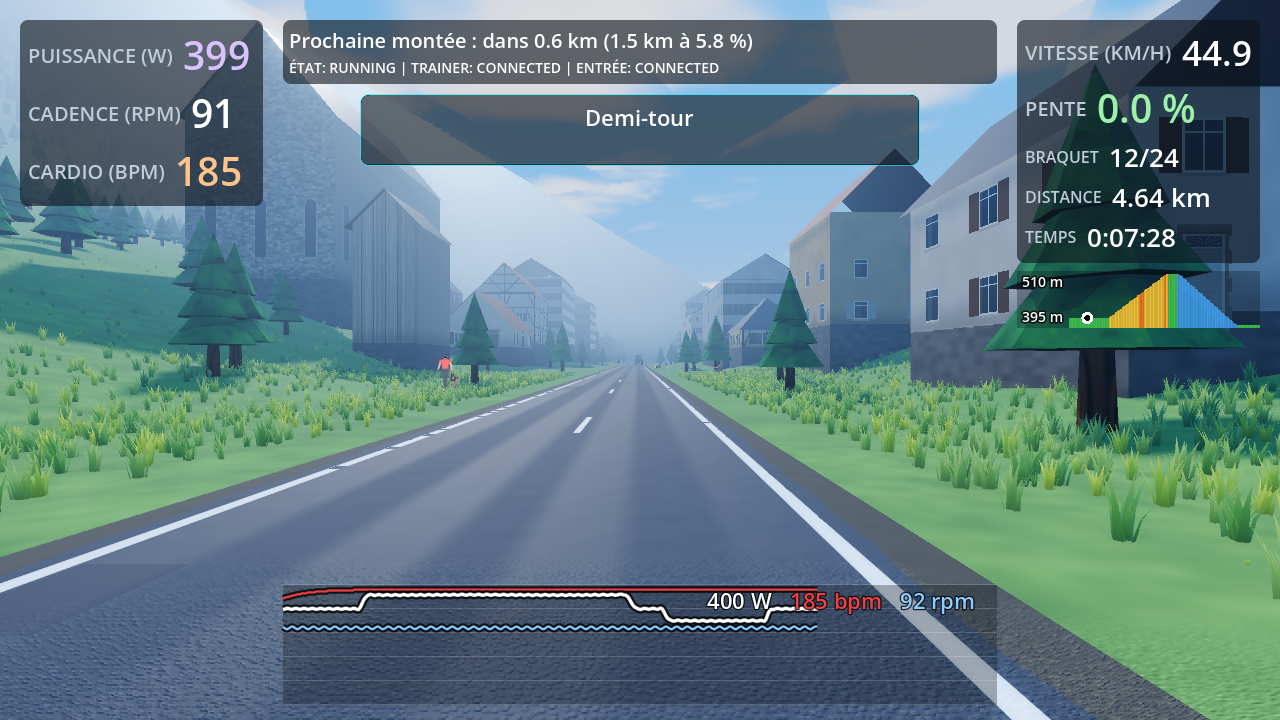 PUISSANCE (W) 399
CADENCE (RPM) 91
CARDIO (BPM) 185
Prochaine montée : dans 0.6 km (1.5 km à 5.8 %)
ÉTAT: RUNNING | TRAINER: CONNECTED | ENTRÉE: CONNECTED
Demi-tour
VITESSE (KM/H) 44.9
PENTE 0.0 %
BRAQUET 12/24
DISTANCE 4.64 km
TEMPS 0:07:28
510 m
395 m
400 W 185 bpm 92 rpm